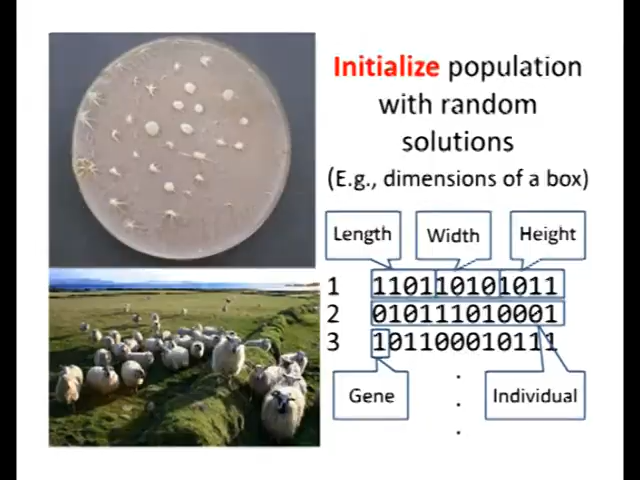 Initialize population
with random
solutions
(E.g., dimensions of a box)
Length Width Height
1 110110101011
2 010111010001
3 101100010111
Gene Individual